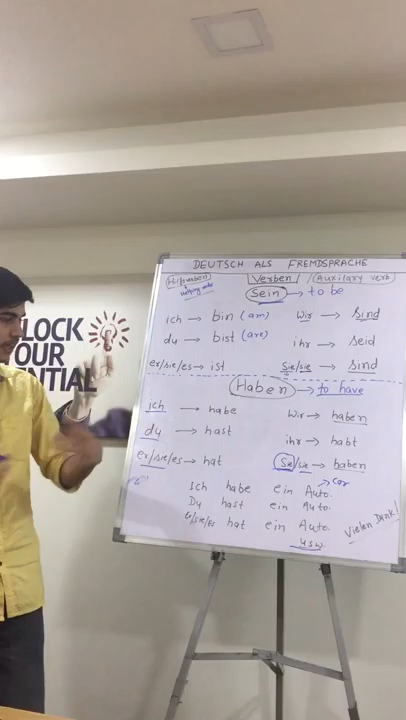 LOCK
OUR
ENTIAL
DEUTSCH ALS FREMDSPRACHE
Hilfsverben Verben / (Auxilary verb)
helping verbs
Sein → to be
ich → bin (am) Wir → sind
du → bist (are) ihr → seid
er/sie/es → ist Sie/sie → sind
Haben → to have
ich → habe Wir → haben
du → hast ihr → habt
er/sie/es → hat Sie/sie → haben
→ Car
Ich habe ein Auto.
Du hast ein Auto.
er/sie/es hat ein Auto.
usw.
Vielen Dank!